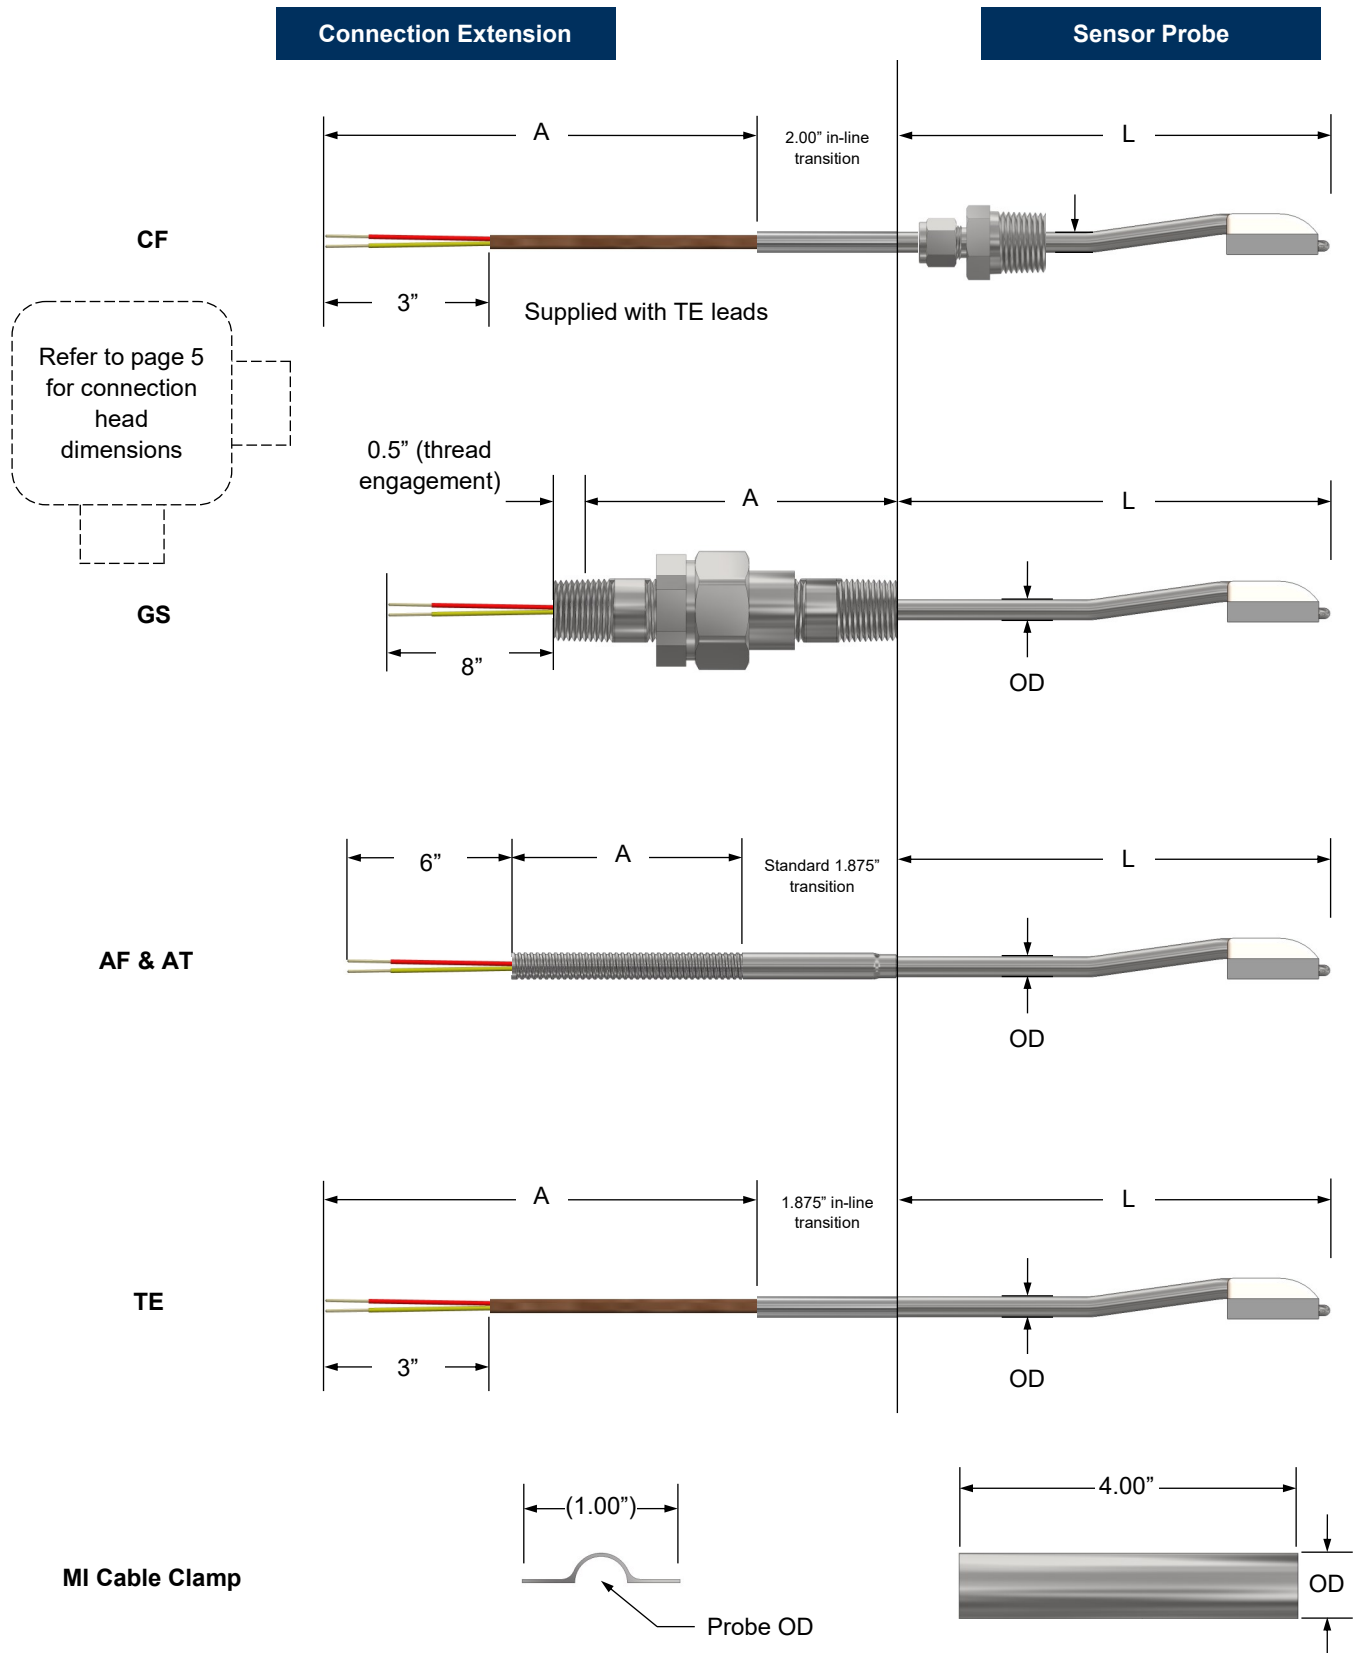 Connection Extension
Sensor Probe
A
2.00” in-line
transition
L
CF
3”
Supplied with TE leads
Refer to page 5
for connection
head
dimensions
0.5” (thread
engagement)
A
L
GS
8”
OD
6”
A
Standard 1.875”
transition
L
AF & AT
OD
A
1.875” in-line
transition
L
TE
3”
OD
(1.00”)
4.00”
MI Cable Clamp
OD
Probe OD